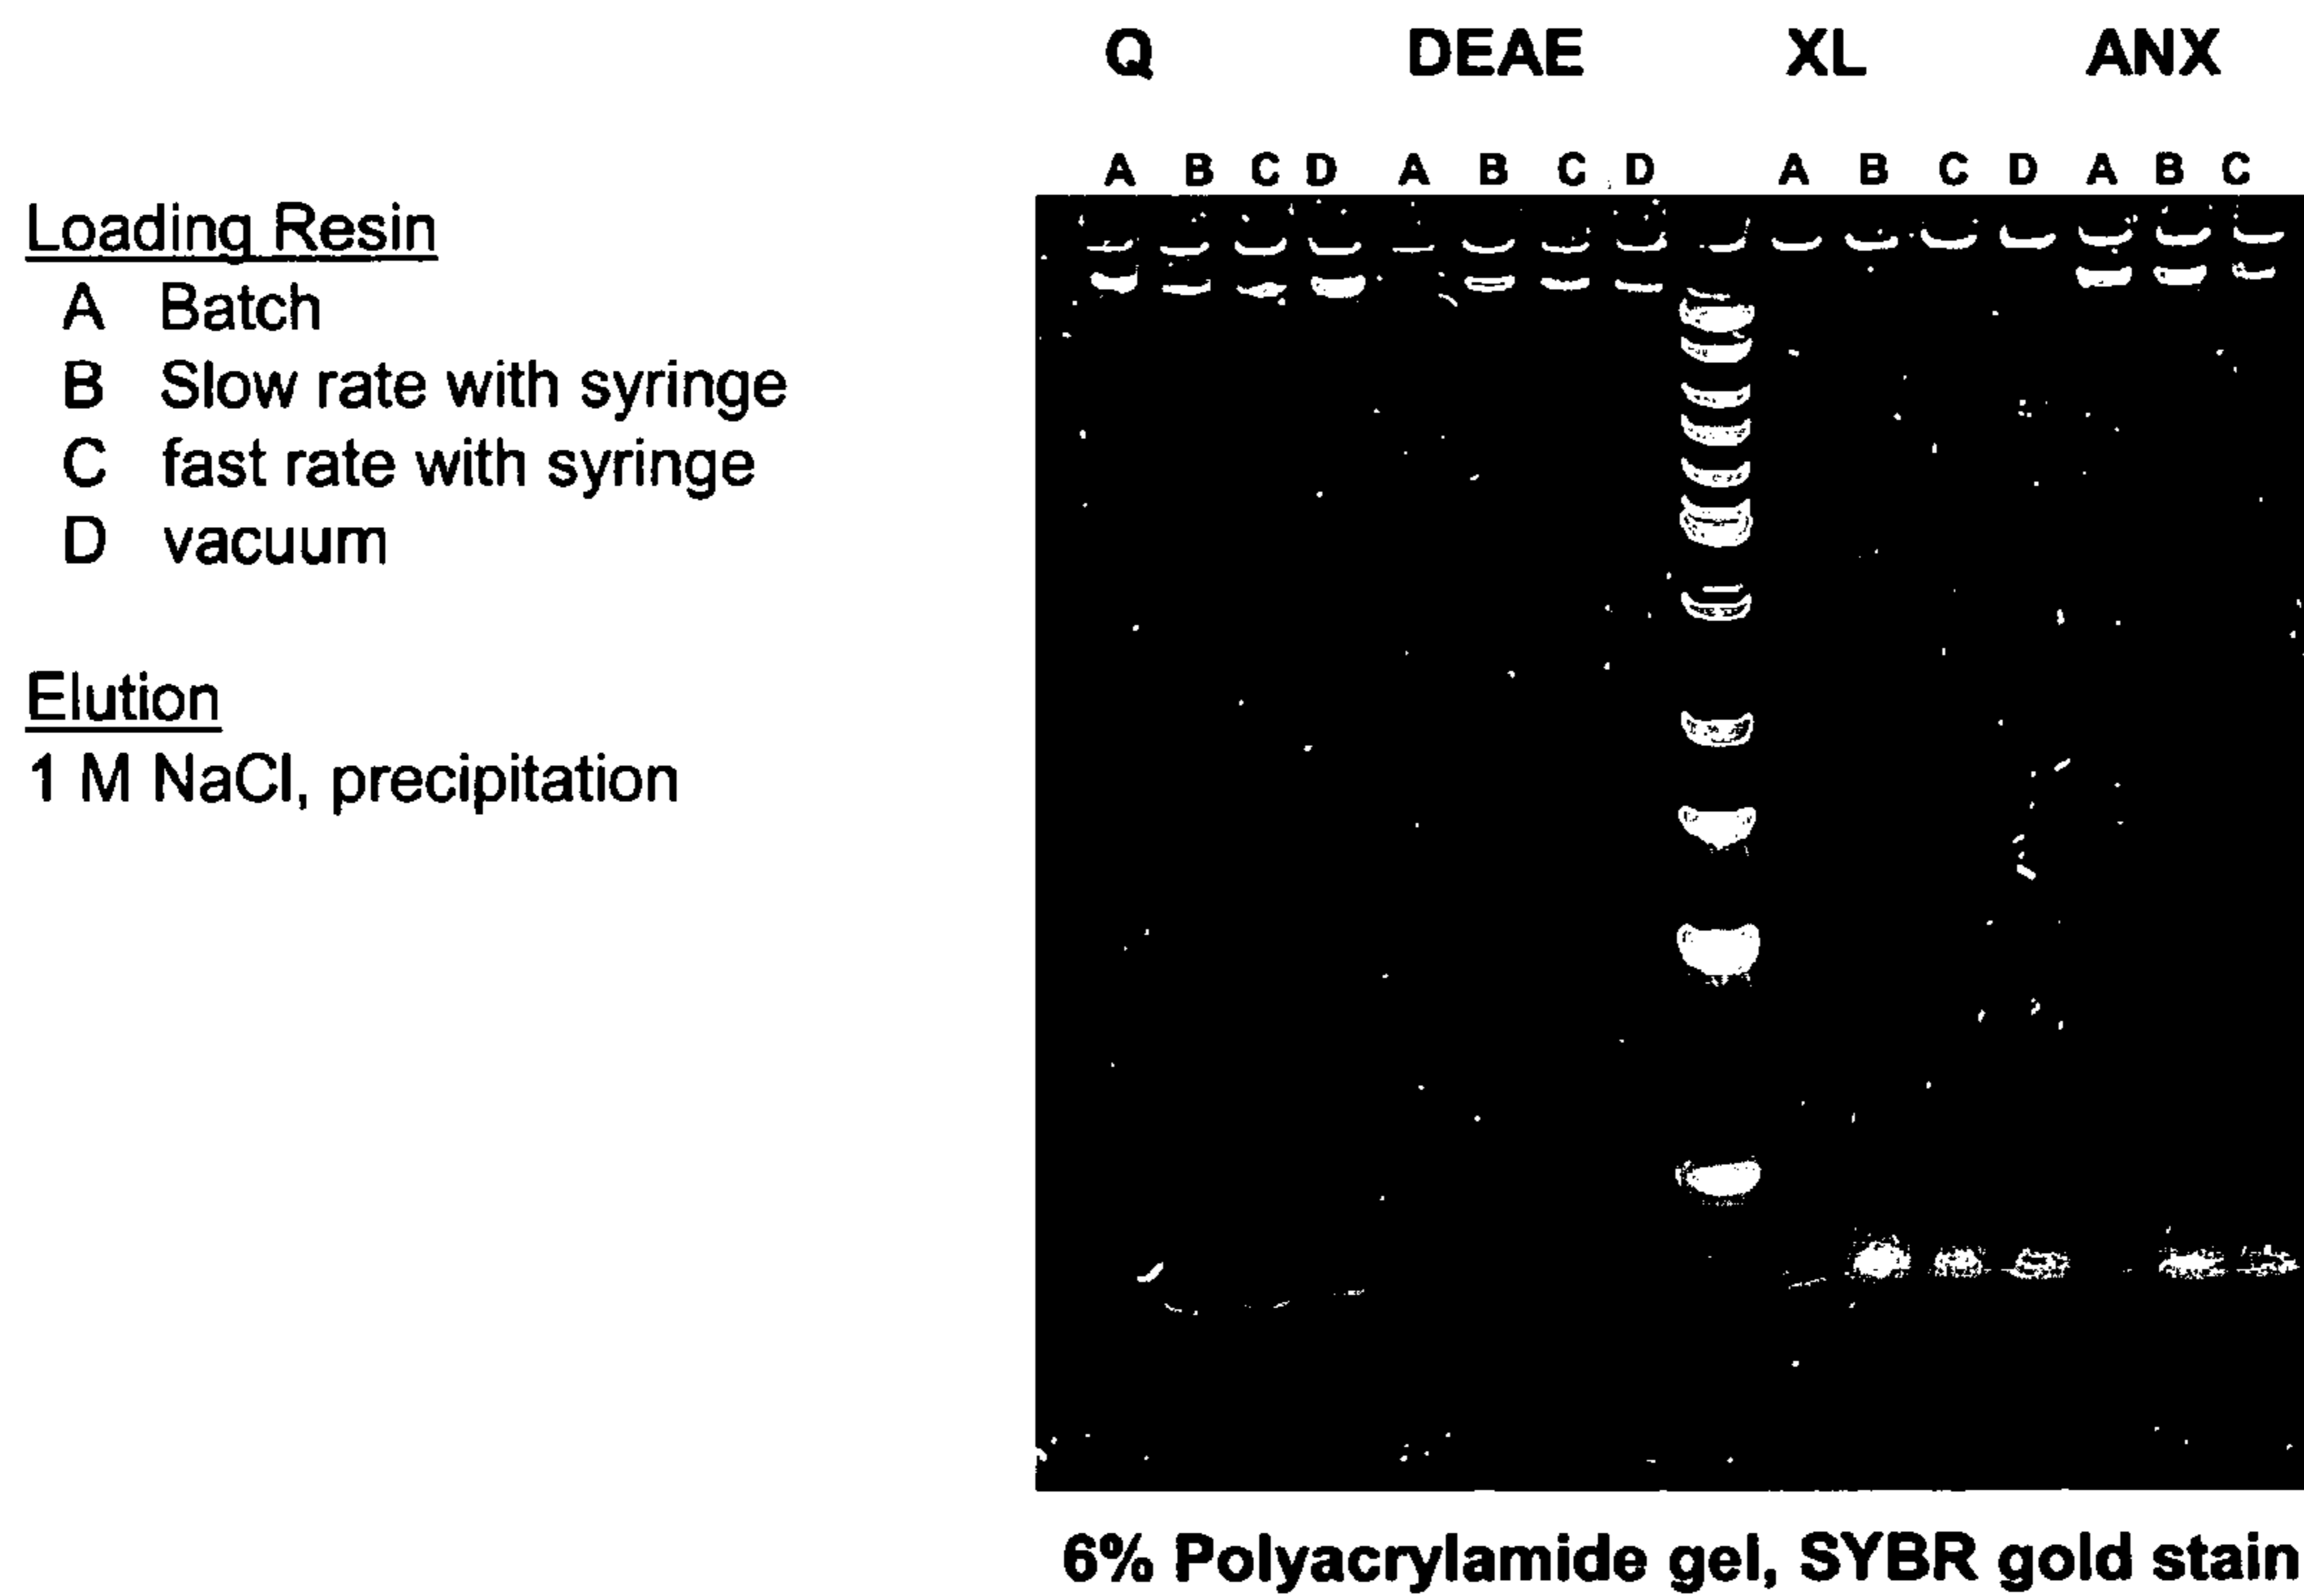 Q DEAE XL ANX
A B C D A B C D A B C D A B C
Loading Resin
A Batch
B Slow rate with syringe
C fast rate with syringe
D vacuum
Elution
1 M NaCl, precipitation
6% Polyacrylamide gel, SYBR gold stain